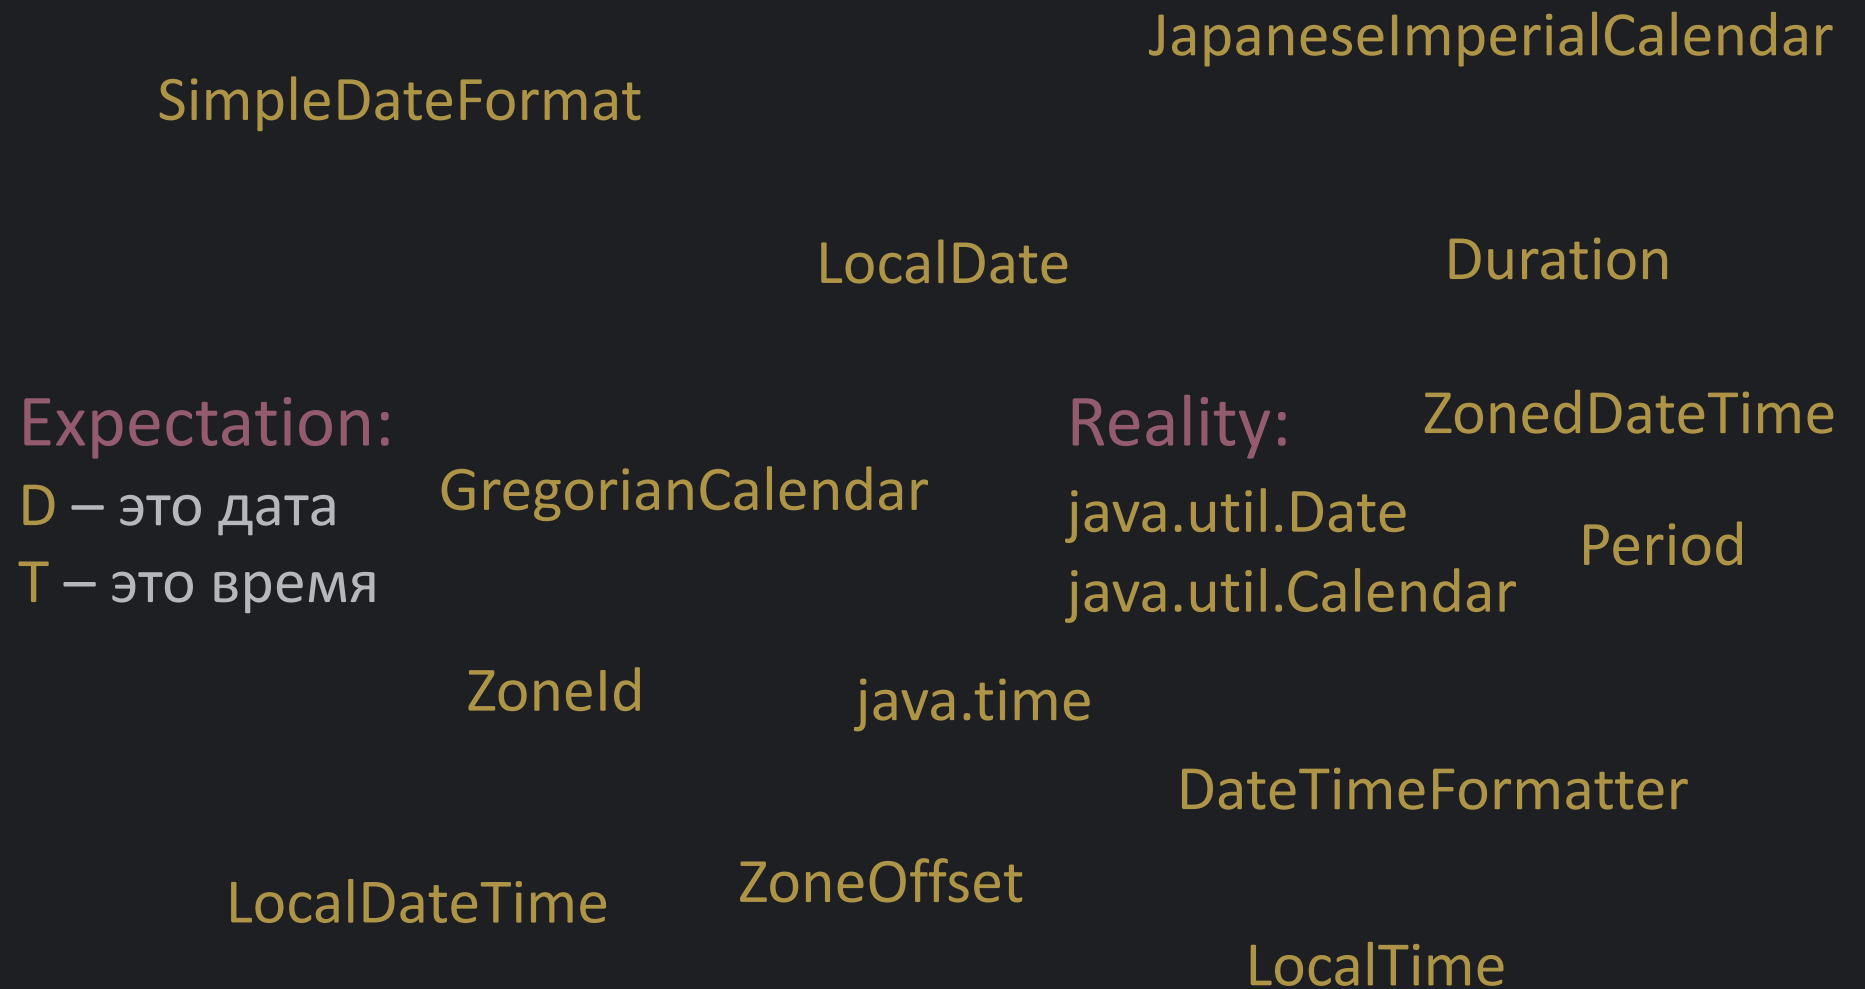 JapaneseImperialCalendar
SimpleDateFormat
LocalDate
Duration
Expectation:
D – это дата
T – это время
GregorianCalendar
Reality:
java.util.Date
java.util.Calendar
ZonedDateTime
Period
ZoneId
java.time
DateTimeFormatter
ZoneOffset
LocalDateTime
LocalTime